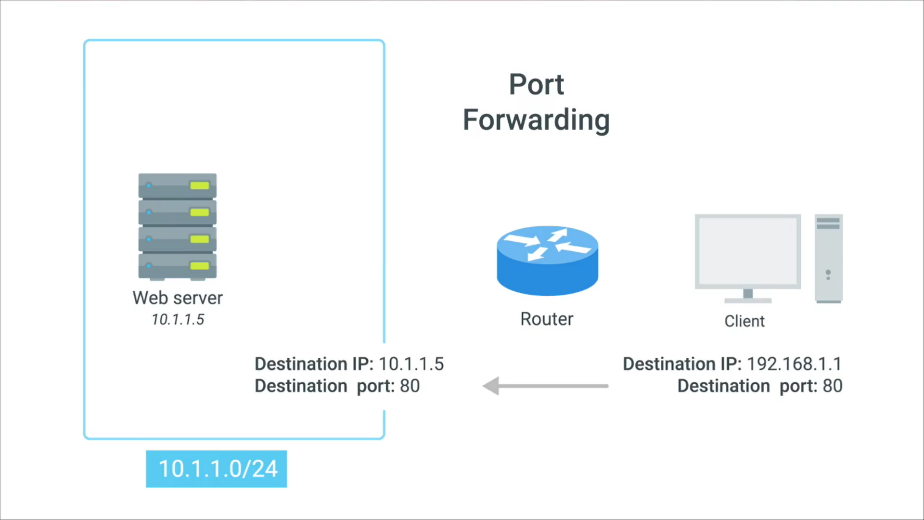 Port
Forwarding
Web server
10.1.1.5
Router
Client
Destination IP: 10.1.1.5
Destination port: 80
Destination IP: 192.168.1.1
Destination port: 80
10.1.1.0/24